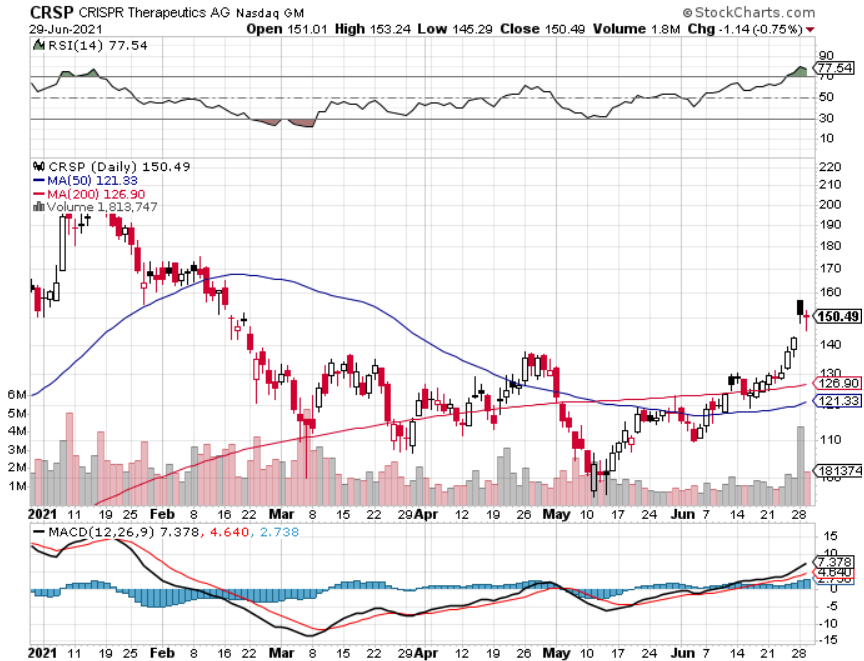 CRSP CRISPR Therapeutics AG Nasdaq GM
© StockCharts.com
29-Jun-2021
Open 151.01 High 153.24 Low 145.29 Close 150.49 Volume 1.8M Chg -1.14 (-0.75%)
RSI(14) 77.54
90
77.54
70
50
30
10
CRSP (Daily) 150.49
MA(50) 121.33
MA(200) 126.90
Volume 1,813,747
220
210
200
190
180
170
160
150.49
140
130
126.90
121.33
110
181374
6M
5M
4M
3M
2M
1M
2021 11 19 25 Feb 8 16 22 Mar 8 15 22 29 Apr 12 19 26 May 10 17 24 Jun 7 14 21 28
MACD(12,26,9) 7.378, 4.640, 2.738
15
10
7.378
4.640
2.738
0
-5
-10
-15
2021 11 19 25 Feb 8 16 22 Mar 8 15 22 29 Apr 12 19 26 May 10 17 24 Jun 7 14 21 28